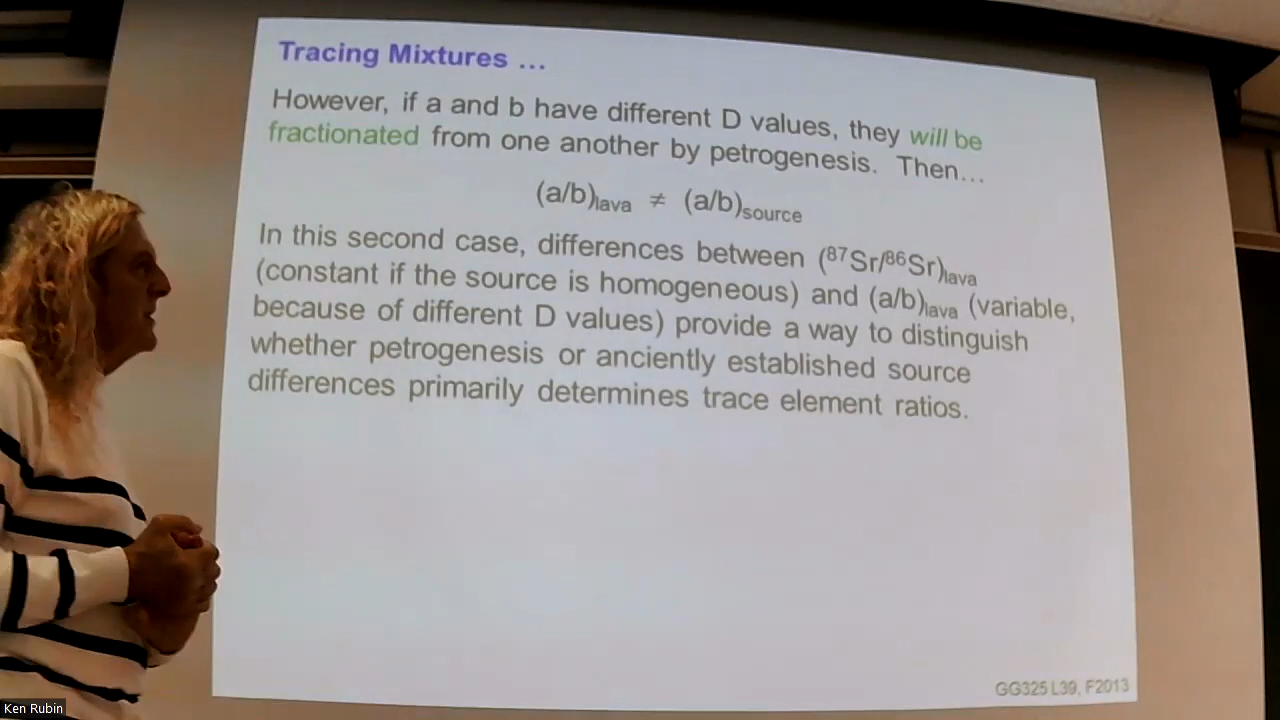 Tracing Mixtures …
However, if a and b have different D values, they will be
fractionated from one another by petrogenesis. Then…
(a/b)lava ≠ (a/b)source
In this second case, differences between (⁸⁷Sr/⁸⁶Sr)lava
(constant if the source is homogeneous) and (a/b)lava (variable,
because of different D values) provide a way to distinguish
whether petrogenesis or anciently established source
differences primarily determines trace element ratios.
GG325 L39, F2013
Ken Rubin